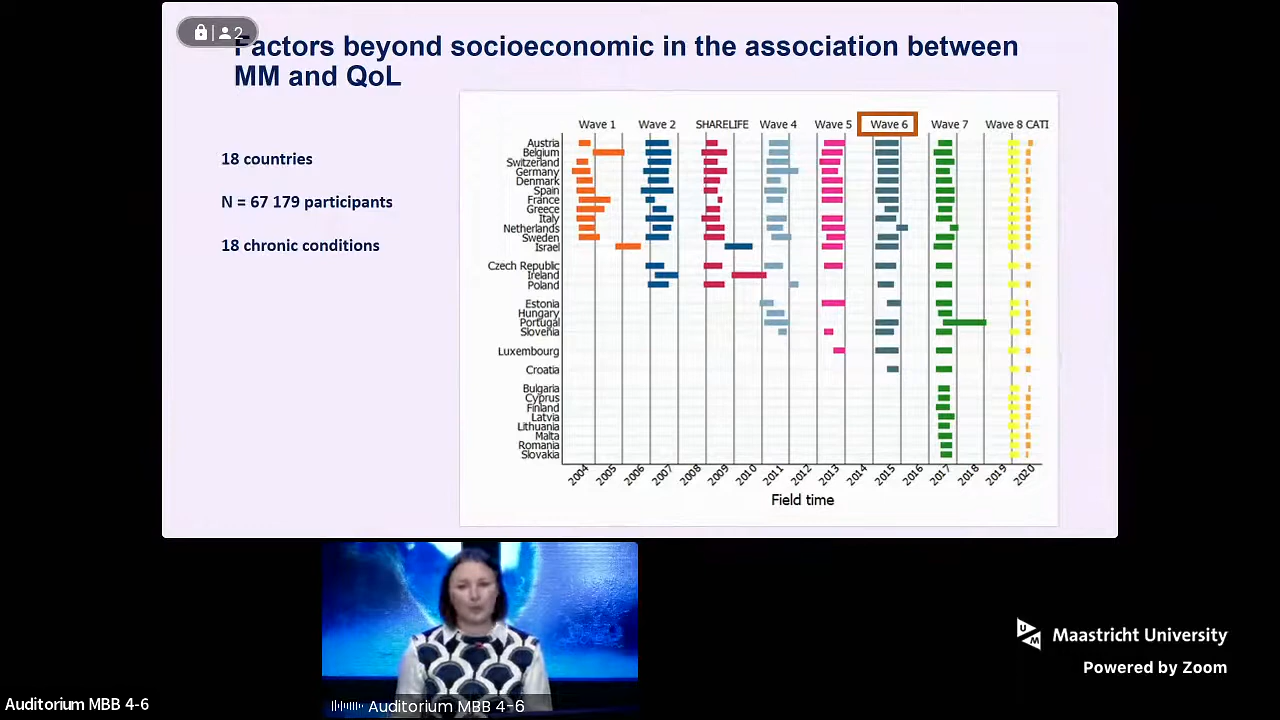 2
Factors beyond socioeconomic in the association between
MM and QoL
18 countries
N = 67 179 participants
18 chronic conditions
Wave 1 Wave 2 SHARELIFE Wave 4 Wave 5 Wave 6 Wave 7 Wave 8 CATI
Austria
Belgium
Switzerland
Germany
Denmark
Spain
France
Greece
Italy
Netherlands
Sweden
Israel
Czech Republic
Ireland
Poland
Estonia
Hungary
Portugal
Slovenia
Luxembourg
Croatia
Bulgaria
Cyprus
Finland
Latvia
Lithuania
Malta
Romania
Slovakia
2004 2005 2006 2007 2008 2009 2010 2011 2012 2013 2014 2015 2016 2017 2018 2019 2020
Field time
UM
Maastricht University
Powered by Zoom
Auditorium MBB 4-6
Auditorium MBB 4-6